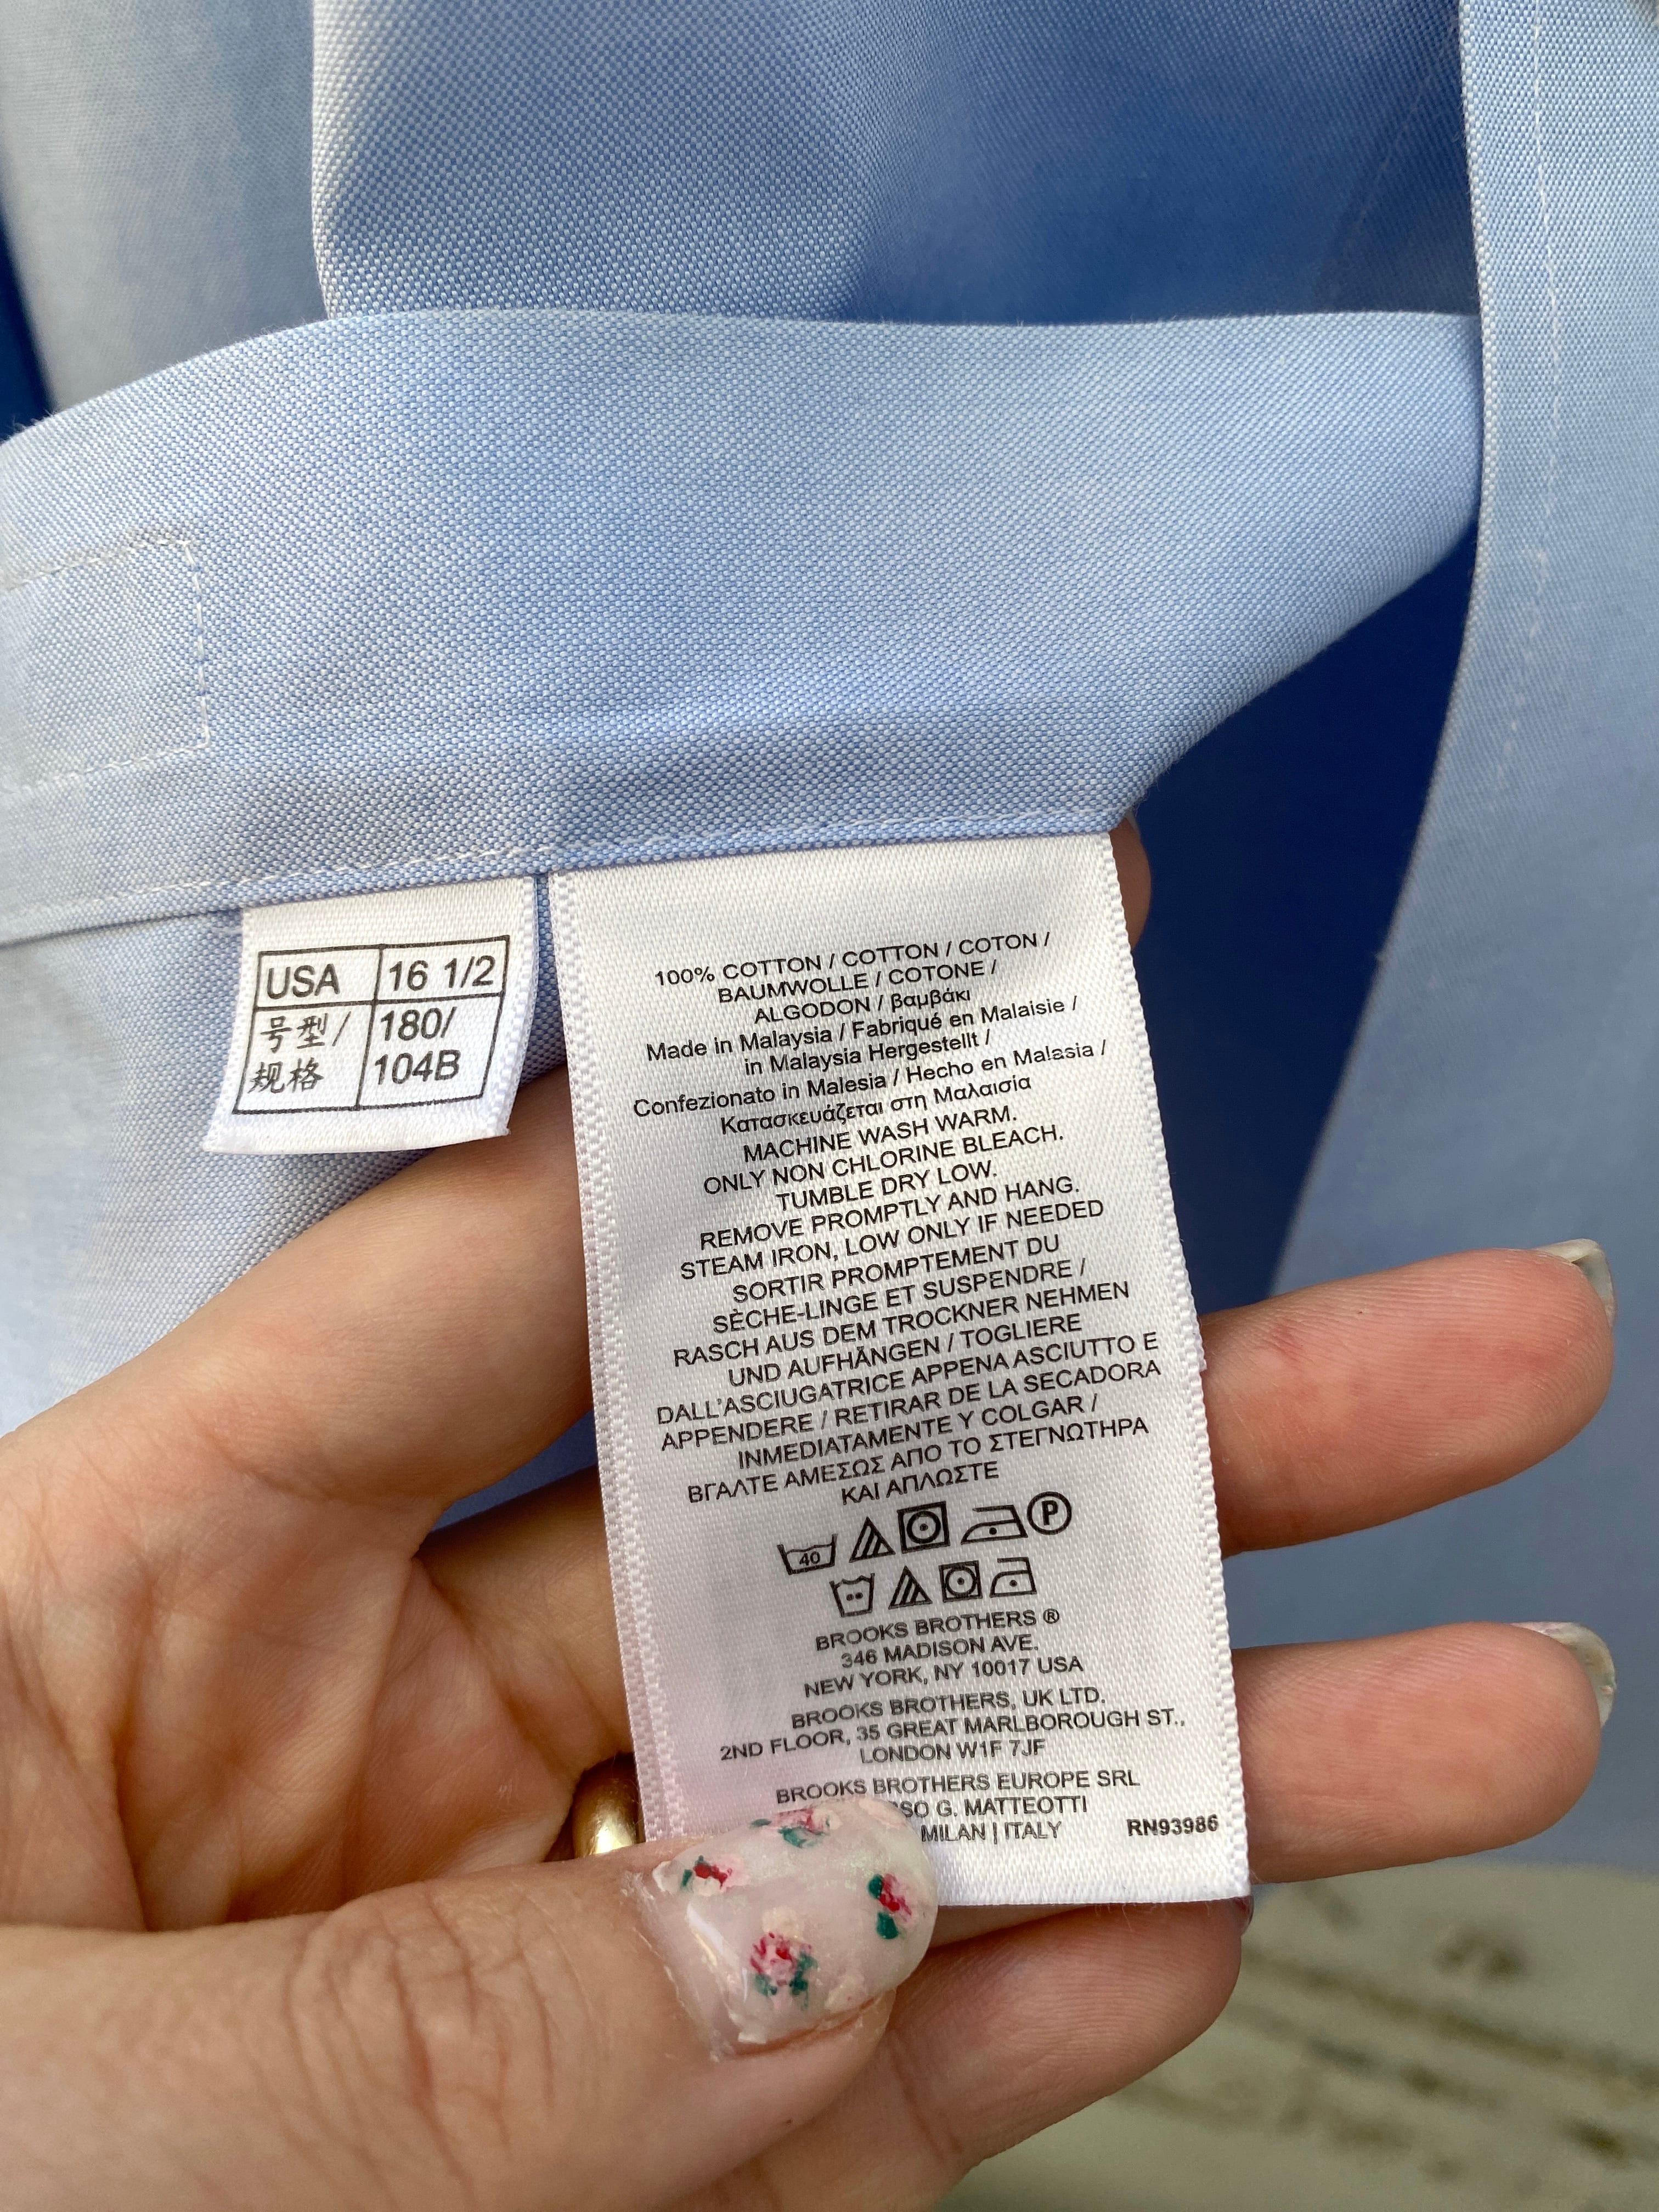 USA 16 1/2
号型/ 180/
规格 104B
100% COTTON / COTTON / COTON /
BAUMWOLLE / COTONE /
ALGODON / βαμβάκι
Made in Malaysia / Fabriqué en Malaisie /
in Malaysia Hergestellt /
Confezionato in Malesia / Hecho en Malasia /
Κατασκευάζεται στη Μαλαισία
MACHINE WASH WARM.
ONLY NON CHLORINE BLEACH.
TUMBLE DRY LOW.
REMOVE PROMPTLY AND HANG.
STEAM IRON, LOW ONLY IF NEEDED
SORTIR PROMPTEMENT DU
SÈCHE-LINGE ET SUSPENDRE /
RASCH AUS DEM TROCKNER NEHMEN
UND AUFHÄNGEN / TOGLIERE
DALL'ASCIUGATRICE APPENA ASCIUTTO E
APPENDERE / RETIRAR DE LA SECADORA
INMEDIATAMENTE Y COLGAR /
ΒΓΑΛΤΕ ΑΜΕΣΩΣ ΑΠΟ ΤΟ ΣΤΕΓΝΩΤΗΡΑ
ΚΑΙ ΑΠΛΩΣΤΕ
40 P
BROOKS BROTHERS ®
346 MADISON AVE.
NEW YORK, NY 10017 USA
BROOKS BROTHERS, UK LTD.
2ND FLOOR, 35 GREAT MARLBOROUGH ST.,
LONDON W1F 7JF
BROOKS BROTHERS EUROPE SRL
G. MATTEOTTI
MILAN | ITALY RN93986